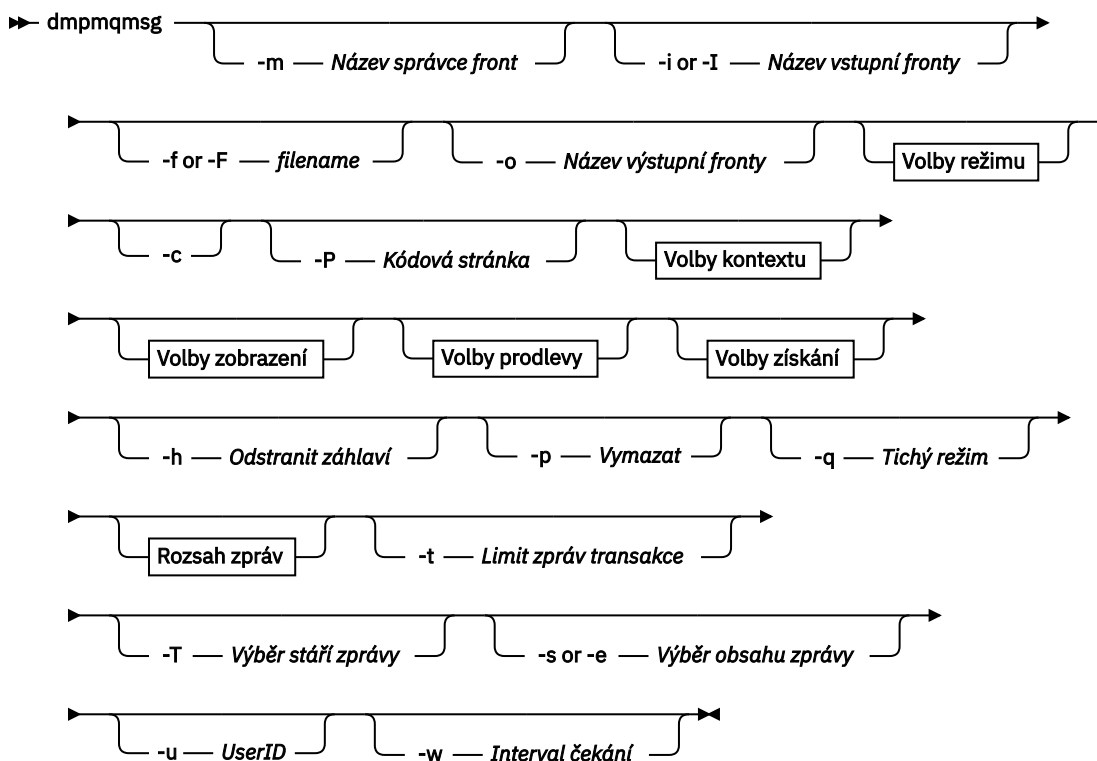 dmpmqmsg
-m Název správce front -i or -I Název vstupní fronty
-f or -F filename -o Název výstupní fronty Volby režimu
-c -P Kódová stránka Volby kontextu
Volby zobrazení Volby prodlevy Volby získání
-h Odstranit záhlaví -p Vymazat -q Tichý režim
Rozsah zpráv -t Limit zpráv transakce
-T Výběr stáří zprávy -s or -e Výběr obsahu zprávy
-u UserID -w Interval čekání